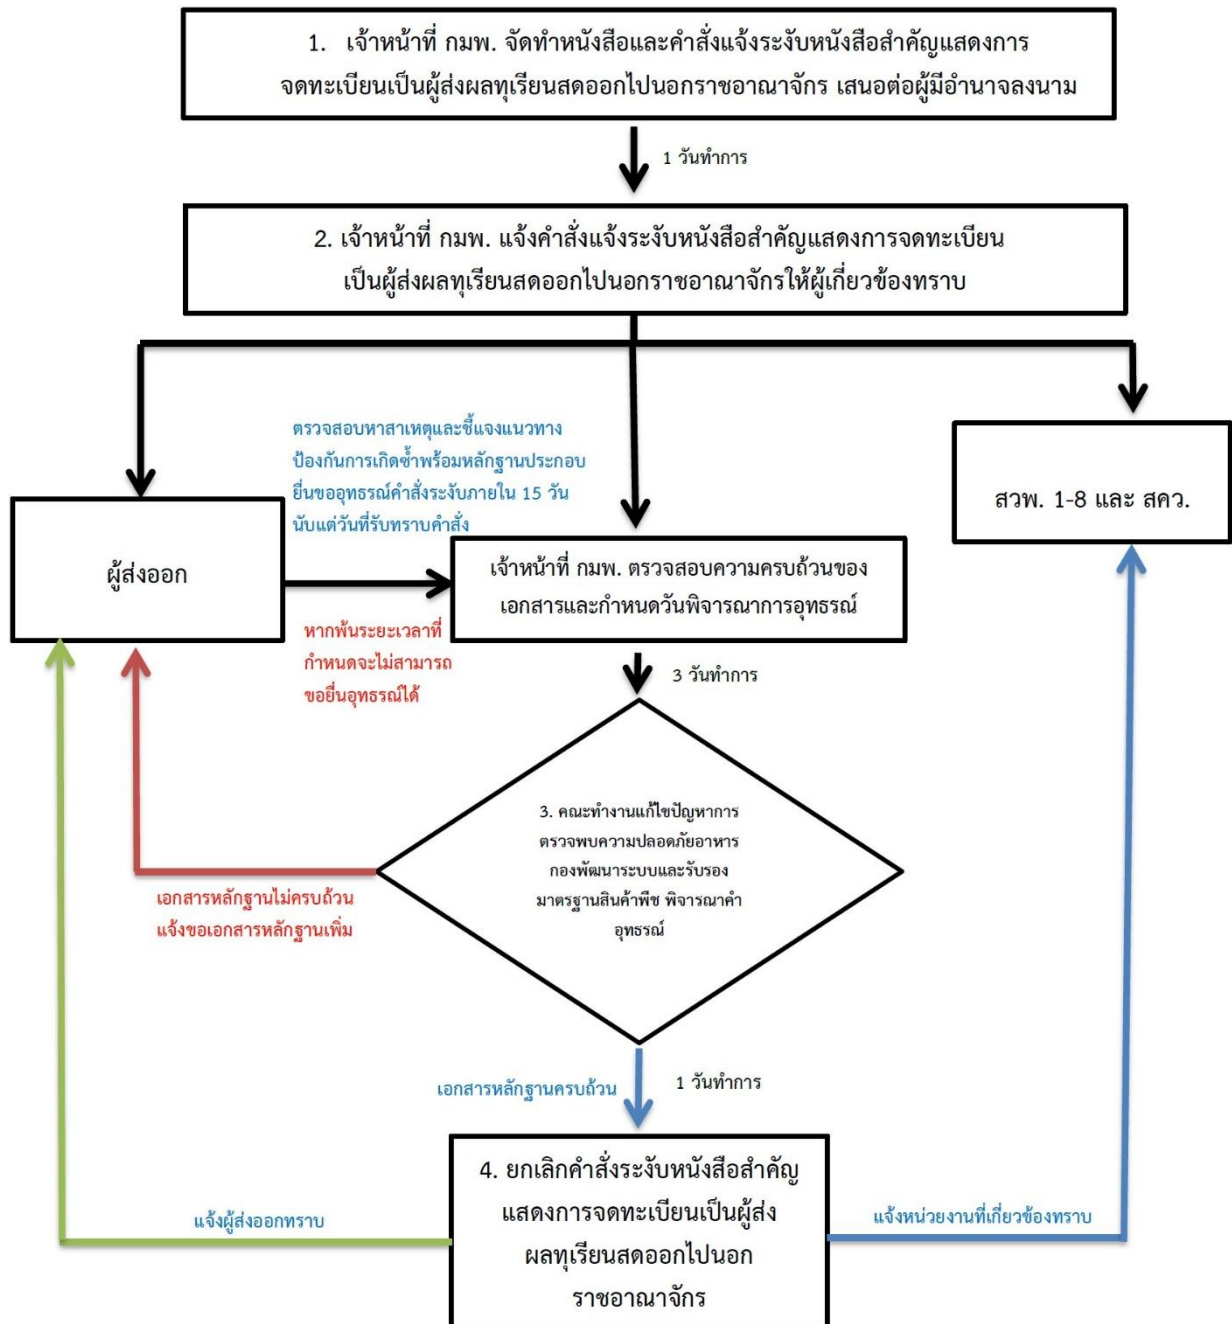 1. เจ้าหน้าที่ กมพ. จัดทำหนังสือและคำสั่งแจ้งระงับหนังสือสำคัญแสดงการ
จดทะเบียนเป็นผู้ส่งผลทุเรียนสดออกไปนอกราชอาณาจักร เสนอต่อผู้มีอำนาจลงนาม
1 วันทำการ
2. เจ้าหน้าที่ กมพ. แจ้งคำสั่งแจ้งระงับหนังสือสำคัญแสดงการจดทะเบียน
เป็นผู้ส่งผลทุเรียนสดออกไปนอกราชอาณาจักรให้ผู้เกี่ยวข้องทราบ
ตรวจสอบหาสาเหตุและชี้แจงแนวทาง
ป้องกันการเกิดซ้ำพร้อมหลักฐานประกอบ
ยื่นขออุทธรณ์คำสั่งระงับภายใน 15 วัน
นับแต่วันที่รับทราบคำสั่ง
สวพ. 1-8 และ สคว.
ผู้ส่งออก
เจ้าหน้าที่ กมพ. ตรวจสอบความครบถ้วนของ
เอกสารและกำหนดวันพิจารณาการอุทธรณ์
หากพ้นระยะเวลาที่
กำหนดจะไม่สามารถ
ขอยื่นอุทธรณ์ได้
3 วันทำการ
3. คณะทำงานแก้ไขปัญหาการ
ตรวจพบความปลอดภัยอาหาร
กองพัฒนาระบบและรับรอง
มาตรฐานสินค้าพืช พิจารณาคำ
อุทธรณ์
เอกสารหลักฐานไม่ครบถ้วน
แจ้งขอเอกสารหลักฐานเพิ่ม
เอกสารหลักฐานครบถ้วน
1 วันทำการ
4. ยกเลิกคำสั่งระงับหนังสือสำคัญ
แสดงการจดทะเบียนเป็นผู้ส่ง
ผลทุเรียนสดออกไปนอก
ราชอาณาจักร
แจ้งผู้ส่งออกทราบ
แจ้งหน่วยงานที่เกี่ยวข้องทราบ